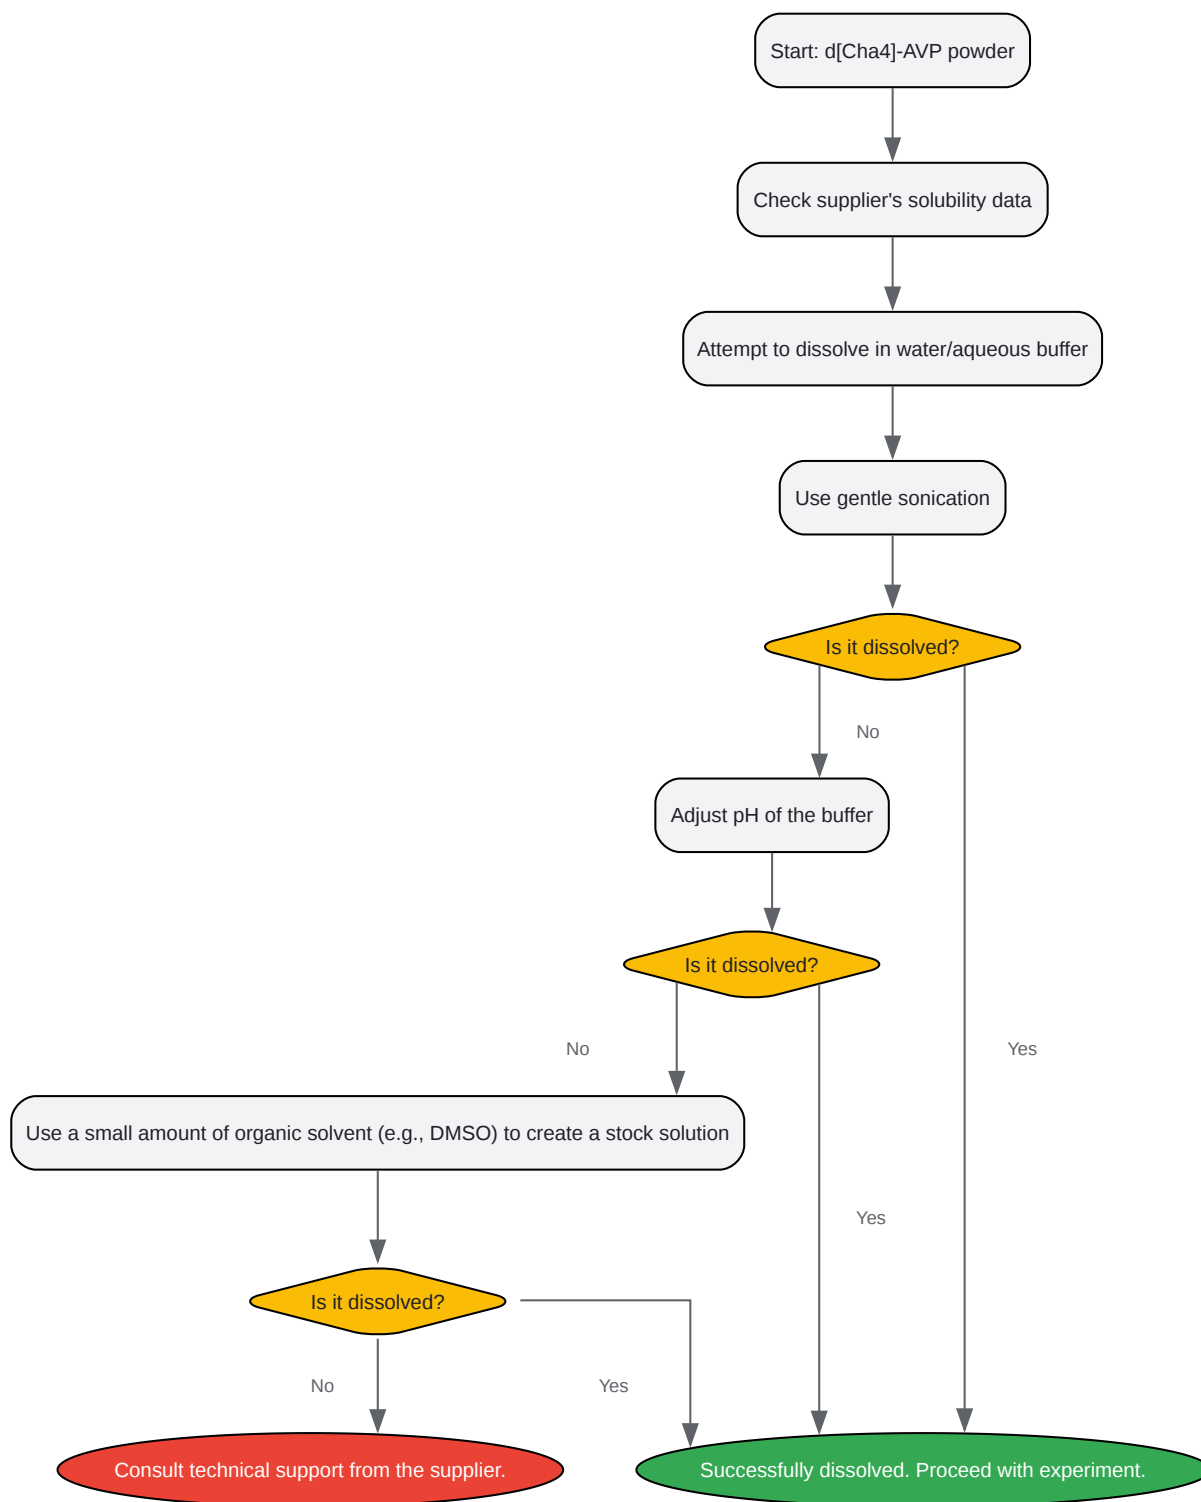 Start: d[Cha4]-AVP powder
Check supplier's solubility data
Attempt to dissolve in water/aqueous buffer
Use gentle sonication
Is it dissolved?
No
Adjust pH of the buffer
Is it dissolved?
No
Yes
Use a small amount of organic solvent (e.g., DMSO) to create a stock solution
Yes
Is it dissolved?
No
Yes
Consult technical support from the supplier.
Successfully dissolved. Proceed with experiment.